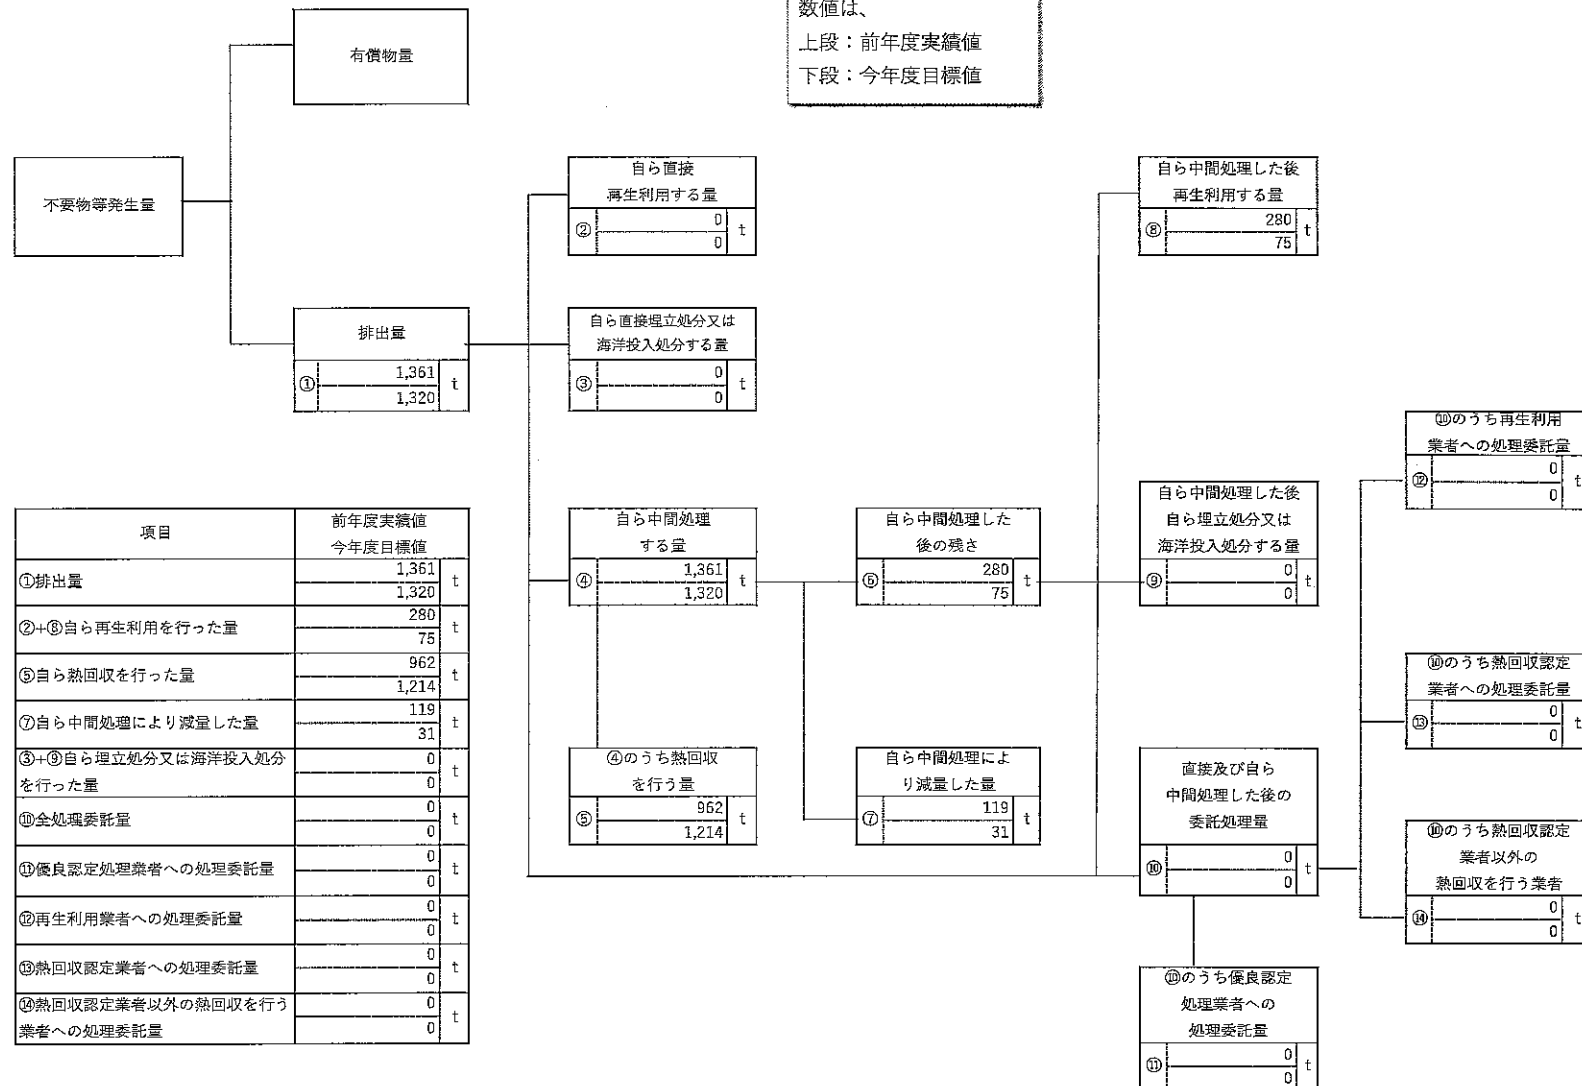 数値は、
上段：前年度実績値
下段：今年度目標値
有償物量
不要物等発生量
排出量
① 1,361 t
1,320
自ら直接
再生利用する量
② 0 t
0
自ら直接埋立処分又は
海洋投入処分する量
③ 0 t
0
自ら中間処理
する量
④ 1,361 t
1,320
④のうち熱回収
を行う量
⑤ 962 t
1,214
自ら中間処理した
後の残さ
⑥ 280 t
75
自ら中間処理によ
り減量した量
⑦ 119 t
31
自ら中間処理した後
再生利用する量
⑧ 280 t
75
自ら中間処理した後
自ら埋立処分又は
海洋投入処分する量
⑨ 0 t
0
直接及び自ら
中間処理した後の
委託処理量
⑩ 0 t
0
⑩のうち優良認定
処理業者への
処理委託量
⑪ 0 t
0
⑩のうち再生利用
業者への処理委託量
⑫ 0 t
0
⑩のうち熱回収認定
業者への処理委託量
⑬ 0 t
0
⑩のうち熱回収認定
業者以外の
熱回収を行う業者
⑭ 0 t
0
項目 前年度実績値
今年度目標値
①排出量 1,361 t
1,320
②+⑧自ら再生利用を行った量 280 t
75
⑤自ら熱回収を行った量 962 t
1,214
⑦自ら中間処理により減量した量 119 t
31
③+⑨自ら埋立処分又は海洋投入処分 0 t
を行った量 0
⑩全処理委託量 0 t
0
⑪優良認定処理業者への処理委託量 0 t
0
⑫再生利用業者への処理委託量 0 t
0
⑬熱回収認定業者への処理委託量 0 t
0
⑭熱回収認定業者以外の熱回収を行う 0 t
業者への処理委託量 0